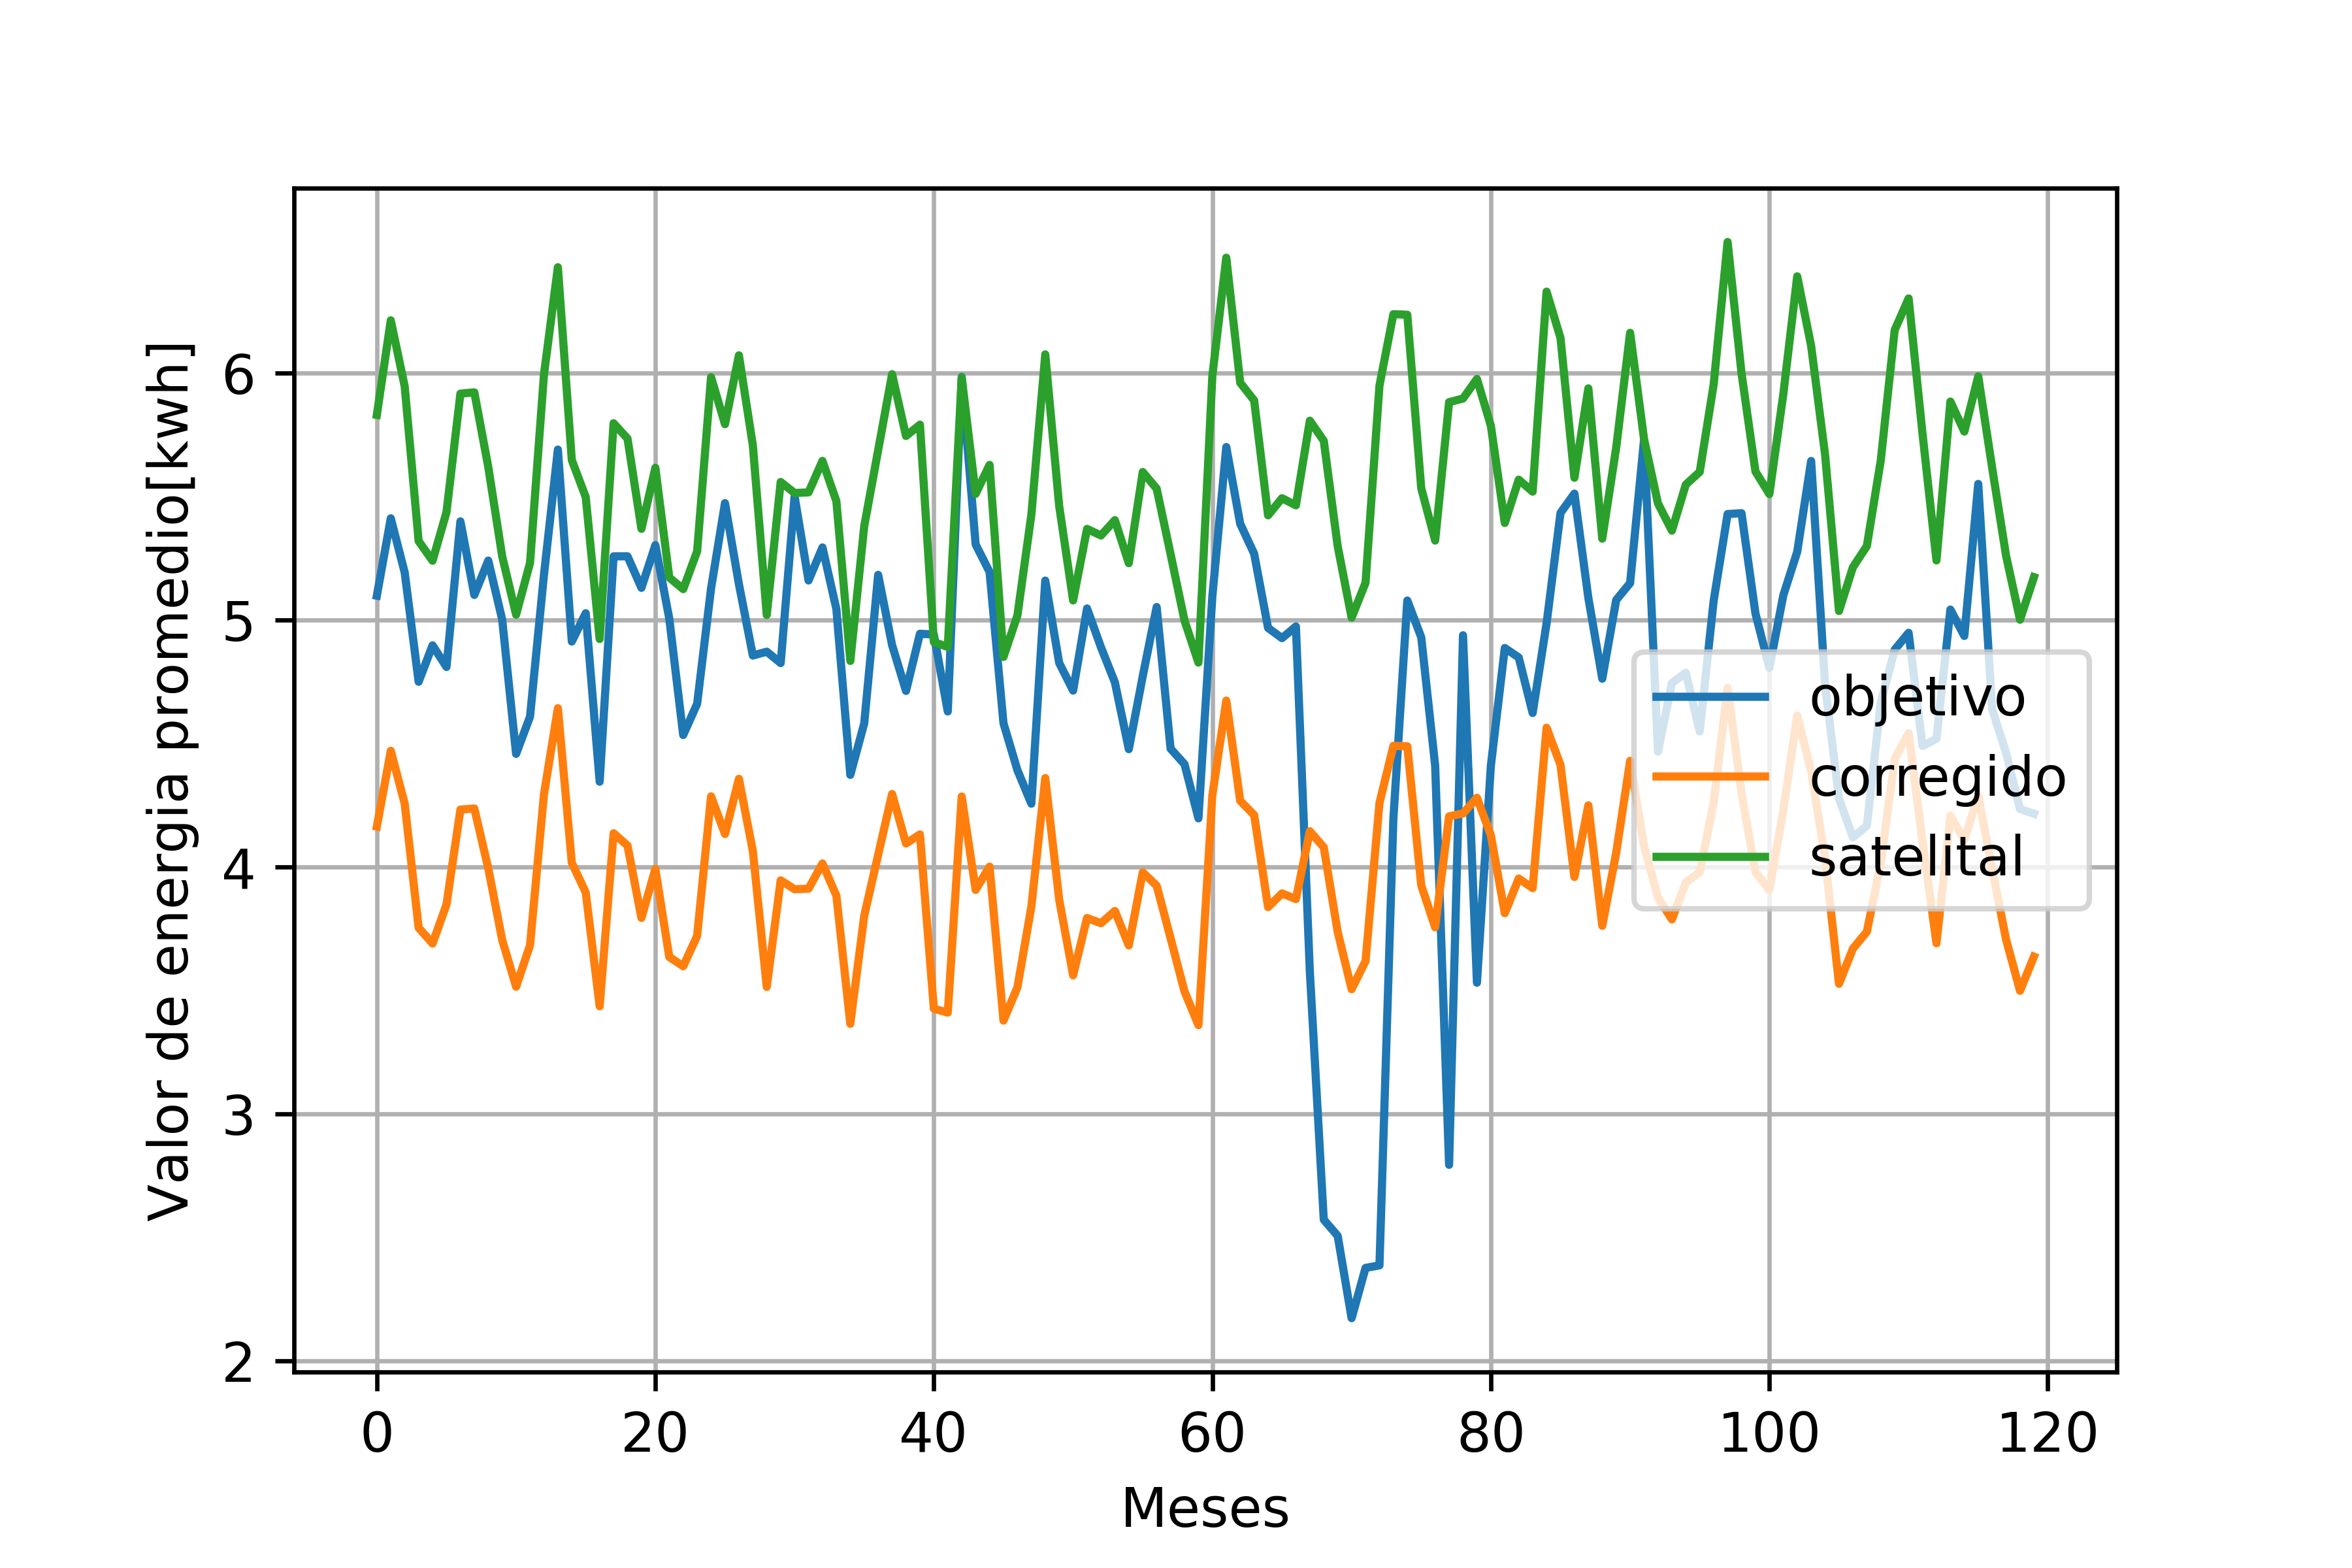 Valor de energia promedio[kwh]
6
5
4
3
2
objetivo
corregido
satelital
0 20 40 60 80 100 120
Meses